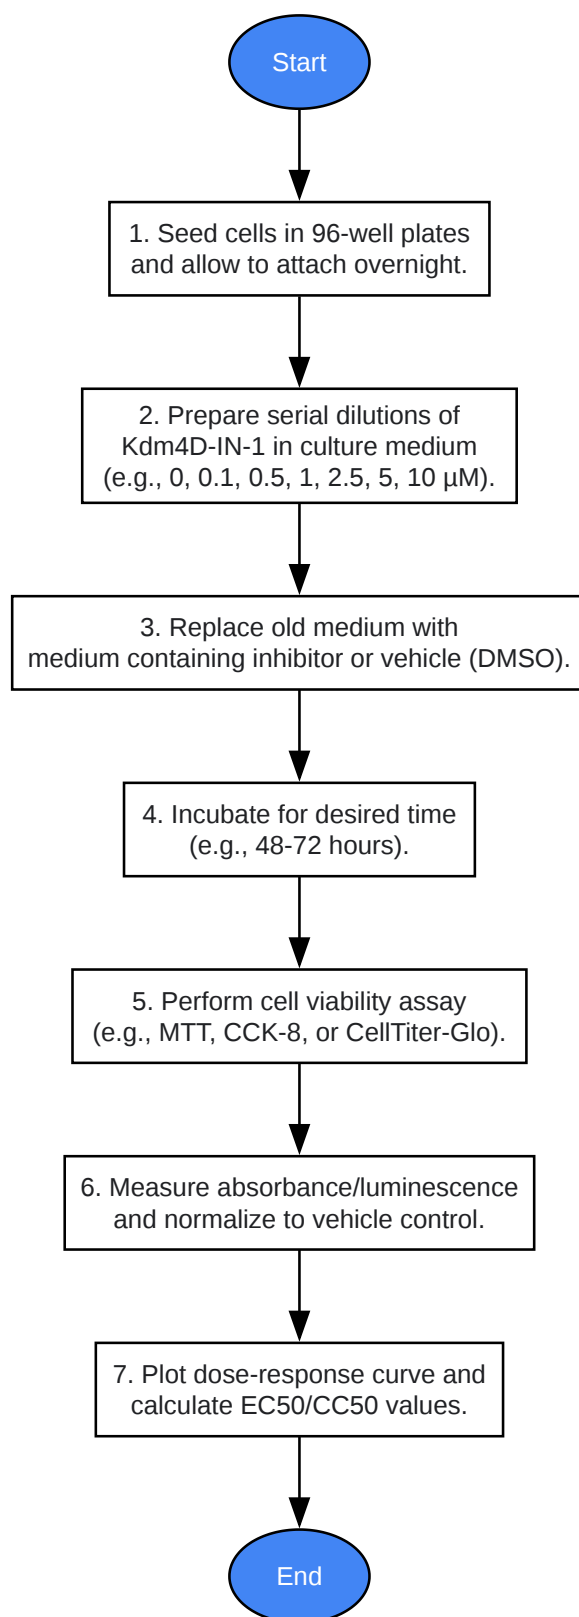 Start
1. Seed cells in 96-well plates
and allow to attach overnight.
2. Prepare serial dilutions of
Kdm4D-IN-1 in culture medium
(e.g., 0, 0.1, 0.5, 1, 2.5, 5, 10 µM).
3. Replace old medium with
medium containing inhibitor or vehicle (DMSO).
4. Incubate for desired time
(e.g., 48-72 hours).
5. Perform cell viability assay
(e.g., MTT, CCK-8, or CellTiter-Glo).
6. Measure absorbance/luminescence
and normalize to vehicle control.
7. Plot dose-response curve and
calculate EC50/CC50 values.
End